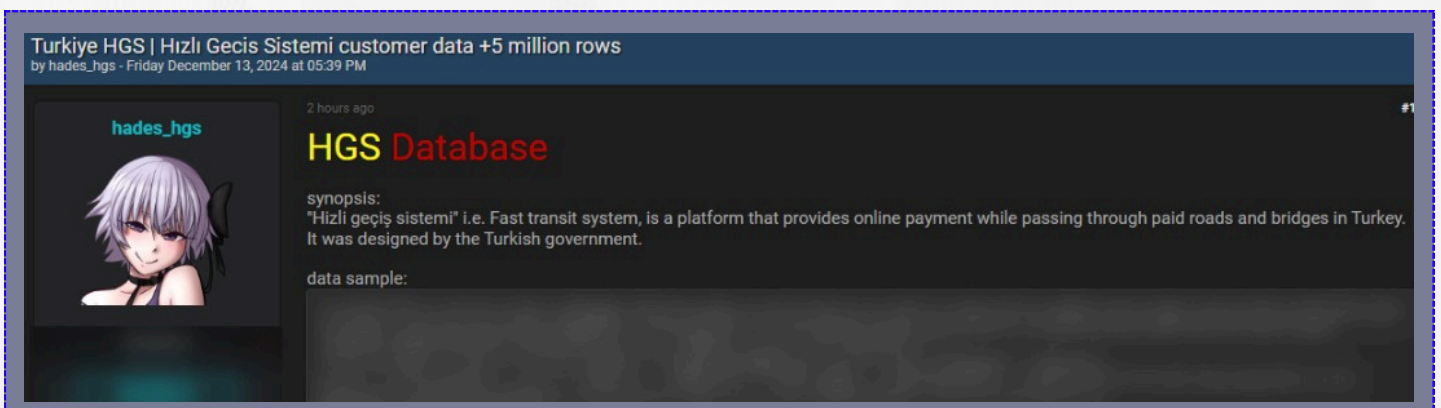 Turkiye HGS | Hızlı Gecis Sistemi customer data +5 million rows
by hades_hgs - Friday December 13, 2024 at 05:39 PM
hades_hgs
2 hours ago
#1
HGS Database
synopsis:
"Hizli geçiş sistemi" i.e. Fast transit system, is a platform that provides online payment while passing through paid roads and bridges in Turkey.
It was designed by the Turkish government.
data sample: